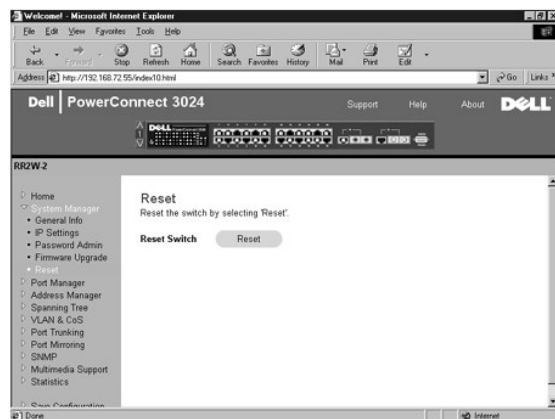 Welcome! - Microsoft Internet Explorer
File Edit View Favorites Tools Help
Back Forward Stop Refresh Home Search Favorites History Mail Print Edit
Address http://192.168.72.55/index10.html Go Links
Dell PowerConnect 3024 Support Help About DELL
DELL
1
RR2W-2
Home
System Manager
General Info
IP Settings
Password Admin
Firmware Upgrade
Reset
Port Manager
Address Manager
Spanning Tree
VLAN & CoS
Port Trunking
Port Mirroring
SNMP
Multimedia Support
Statistics
Save Configuration
Reset
Reset the switch by selecting 'Reset'.
Reset Switch Reset
Done Internet